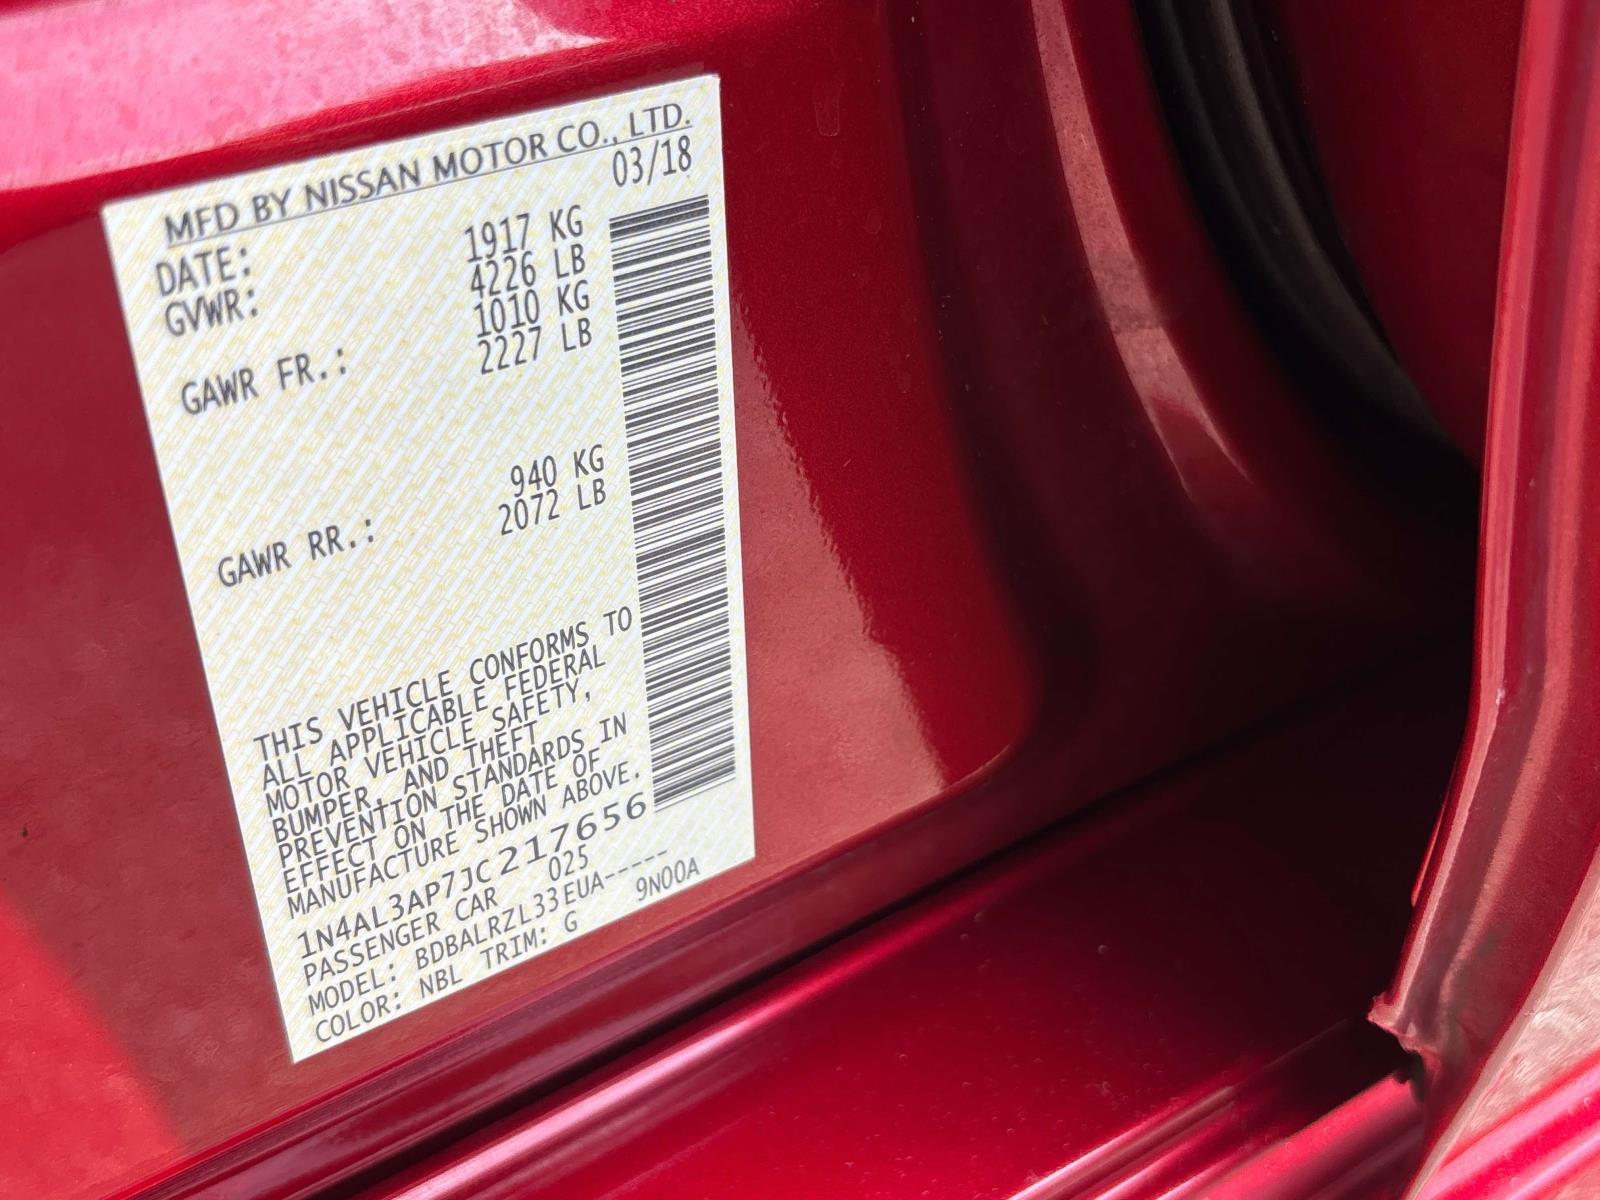 MFD BY NISSAN MOTOR CO., LTD.
DATE: 03/18
GVWR: 1917 KG
4226 LB
GAWR FR.: 1010 KG
2227 LB
GAWR RR.: 940 KG
2072 LB
THIS VEHICLE CONFORMS TO
ALL APPLICABLE FEDERAL
MOTOR VEHICLE SAFETY,
BUMPER, AND THEFT
PREVENTION STANDARDS IN
EFFECT ON THE DATE OF
MANUFACTURE SHOWN ABOVE.
1N4AL3AP7JC217656
PASSENGER CAR 025
MODEL: BDBALRZL33EUA-----
COLOR: NBL TRIM: G 9N00A